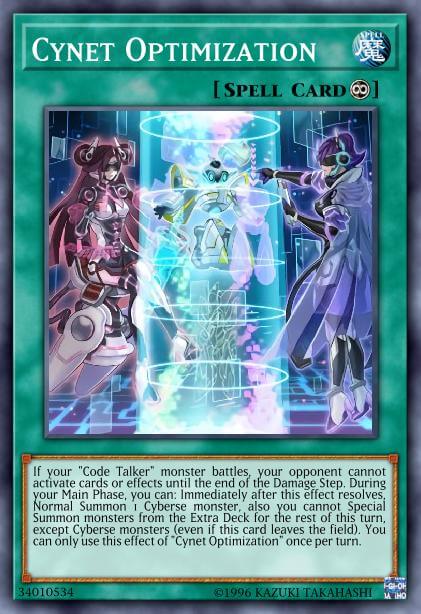 CYNET OPTIMIZATION
SPELL
魔
[SPELL CARD]
If your "Code Talker" monster battles, your opponent cannot
activate cards or effects until the end of the Damage Step. During
your Main Phase, you can: Immediately after this effect resolves,
Normal Summon 1 Cyberse monster, also you cannot Special
Summon monsters from the Extra Deck for the rest of this turn,
except Cyberse monsters (even if this card leaves the field). You
can only use this effect of "Cynet Optimization" once per turn.
34010534
©1996 KAZUKI TAKAHASHI